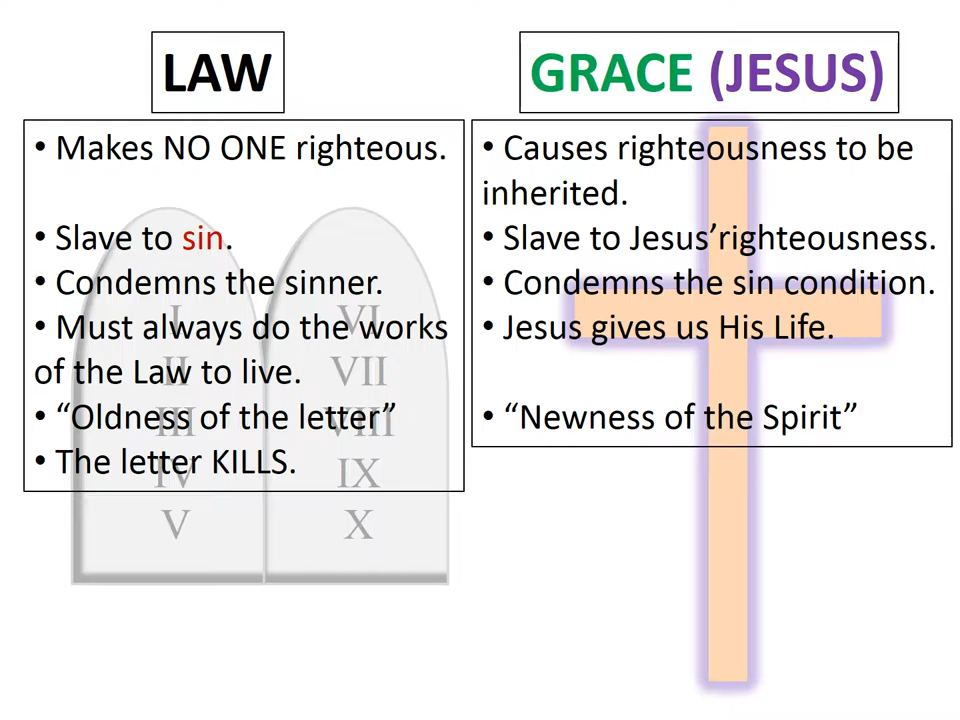 LAW
• Makes NO ONE righteous.
• Slave to sin.
• Condemns the sinner.
• Must always do the works
of the Law to live.
• “Oldness of the letter”
• The letter KILLS.
I
II
III
IV
V
VI
VII
VIII
IX
X
GRACE (JESUS)
• Causes righteousness to be
inherited.
• Slave to Jesus’righteousness.
• Condemns the sin condition.
• Jesus gives us His Life.
• “Newness of the Spirit”